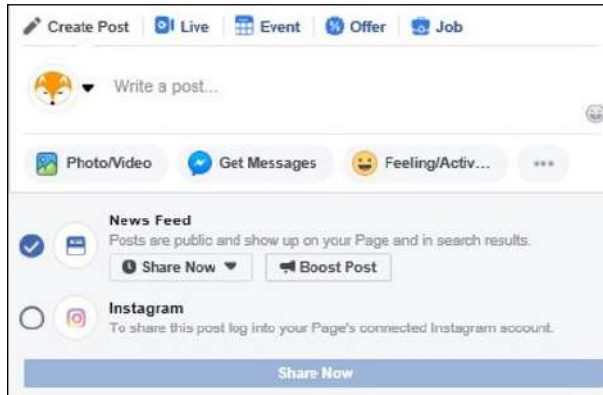 Create Post Live Event Offer Job
Write a post...
Photo/Video Get Messages Feeling/Activ... 
News Feed
Posts are public and show up on your Page and in search results.
Share Now Boost Post
Instagram
To share this post log into your Page's connected Instagram account.
Share Now